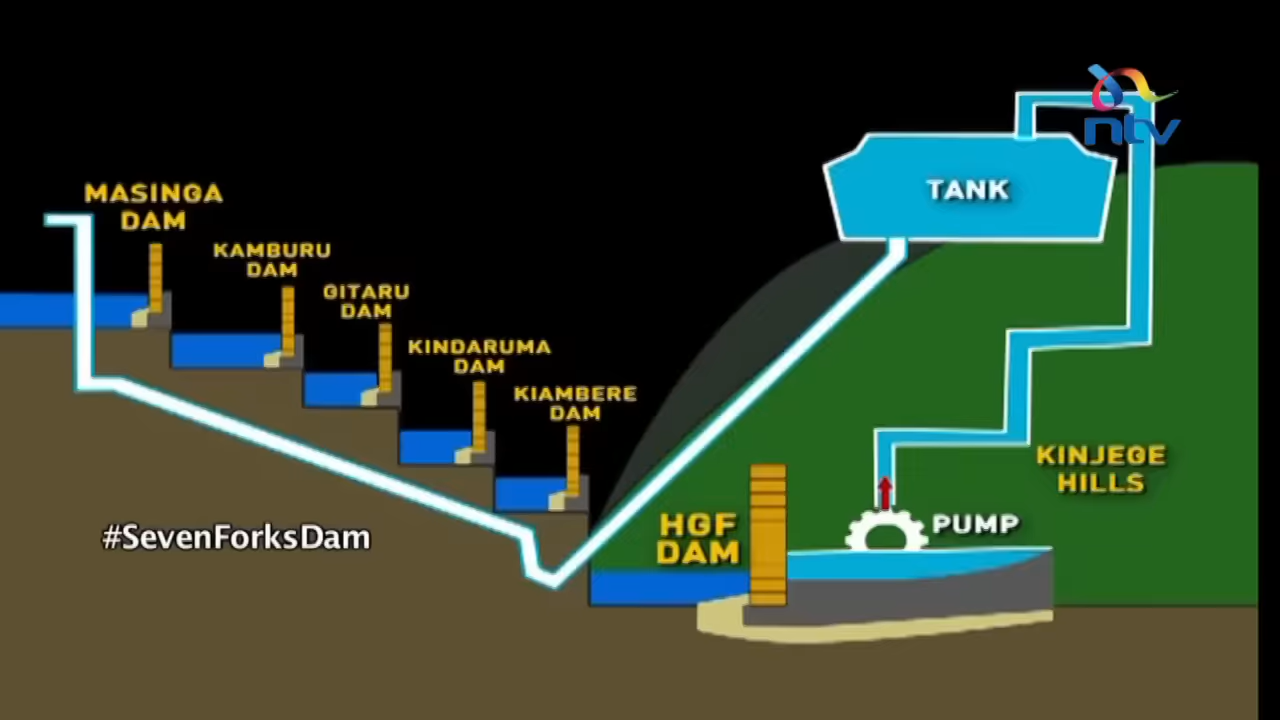 ntv
TANK
MASINGA
DAM
KAMBURU
DAM
GITARU
DAM
KINDARUMA
DAM
KIAMBERE
DAM
KINJEGE
HILLS
HGF
DAM
PUMP
#SevenForksDam